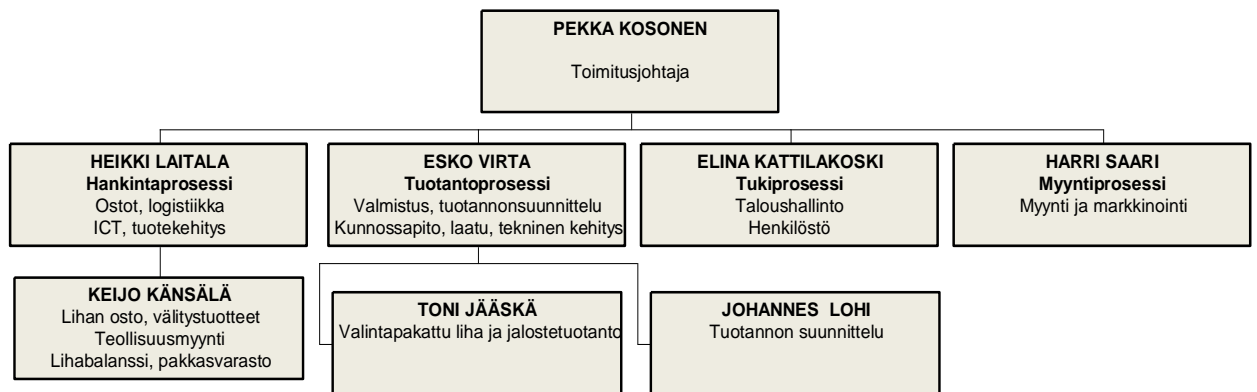 PEKKA KOSONEN
Toimitusjohtaja
HEIKKI LAITALA
Hankintaprosessi
Ostot, logistiikka
ICT, tuotekehitys
ESKO VIRTA
Tuotantoprosessi
Valmistus, tuotannonsuunnittelu
Kunnossapito, laatu, tekninen kehitys
ELINA KATTILAKOSKI
Tukiprosessi
Taloushallinto
Henkilöstö
HARRI SAARI
Myyntiprosessi
Myynti ja markkinointi
KEIJO KÄNSÄLÄ
Lihan osto, välitystuotteet
Teollisuusmyynti
Lihabalanssi, pakkasvarasto
TONI JÄÄSKÄ
Valintapakattu liha ja jalostetuotanto
JOHANNES LOHI
Tuotannon suunnittelu